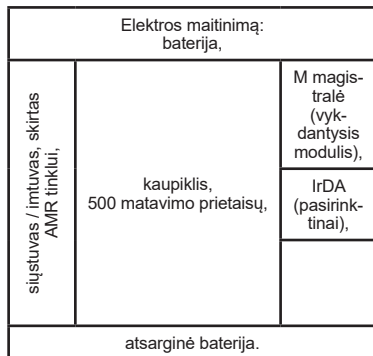 Elektros maitinimą:
baterija,
siųstuvas / imtuvas, skirtas
AMR tinklui,
kaupiklis,
500 matavimo prietaisų,
M magis-
tralė
(vyk-
dantysis
modulis),
IrDA
(pasirink-
tinai),
atsarginė baterija.